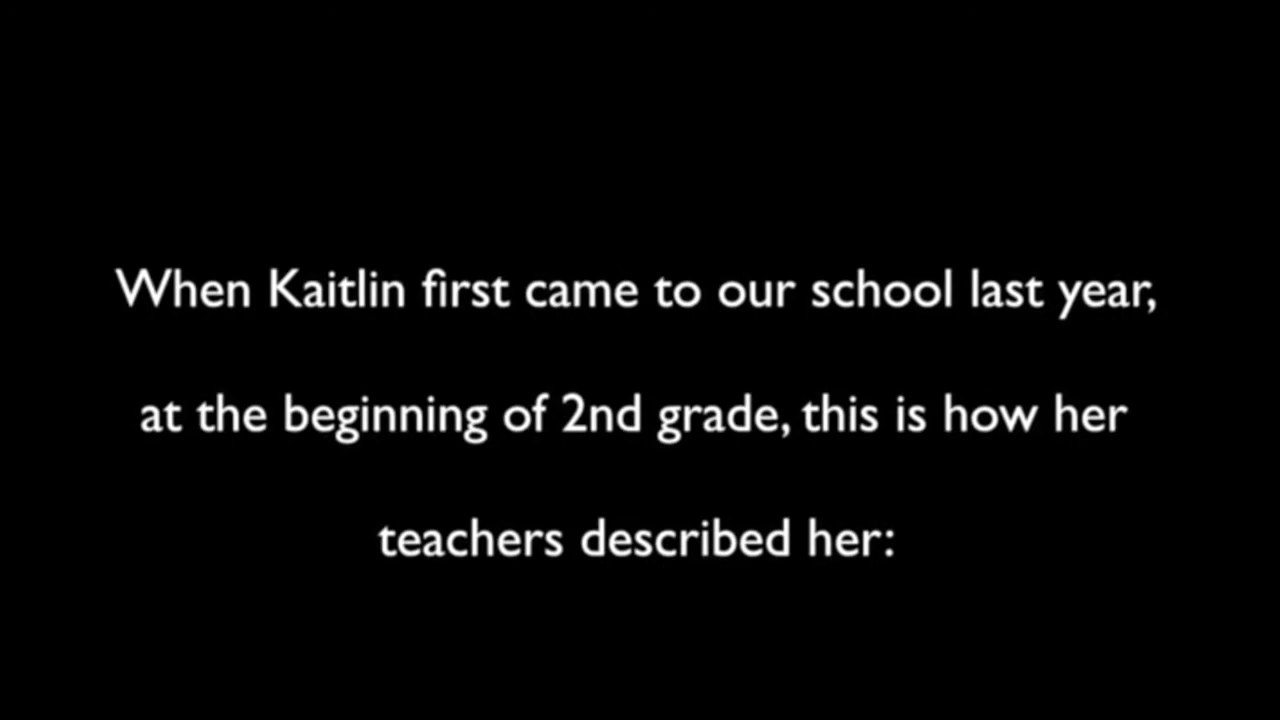 When Kaitlin first came to our school last year,
at the beginning of 2nd grade, this is how her
teachers described her: